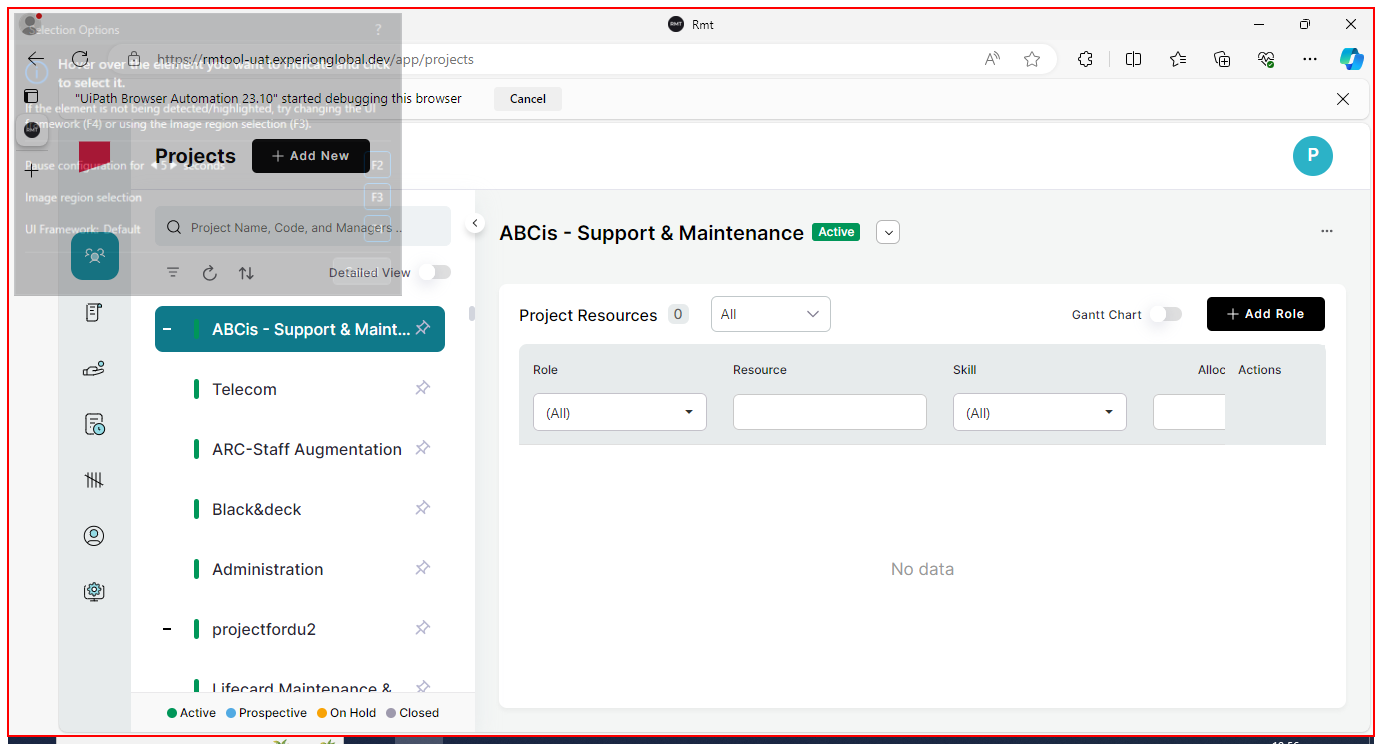 Selection Options
?
RMT
Rmt
https://rmtool-uat.experionglobal.dev/app/projects
Hover over the element you want to indicate and click
to select it.
"UiPath Browser Automation 23.10" started debugging this browser
Cancel
If the element is not being detected/highlighted, try changing the UI
framework (F4) or using the Image region selection (F3).
RMT
Projects
+ Add New
P
Pause configuration for 5 seconds
F2
Image region selection
F3
UI Framework: Default
Project Name, Code, and Managers ..
Detailed View
ABCis - Support & Maintenance
Active
ABCis - Support & Maint...
Telecom
ARC-Staff Augmentation
Black&deck
Administration
projectfordu2
Lifecard Maintenance &
Active
Prospective
On Hold
Closed
Project Resources
0
All
Gantt Chart
+ Add Role
Role
Resource
Skill
Alloc
Actions
(All)
(All)
No data